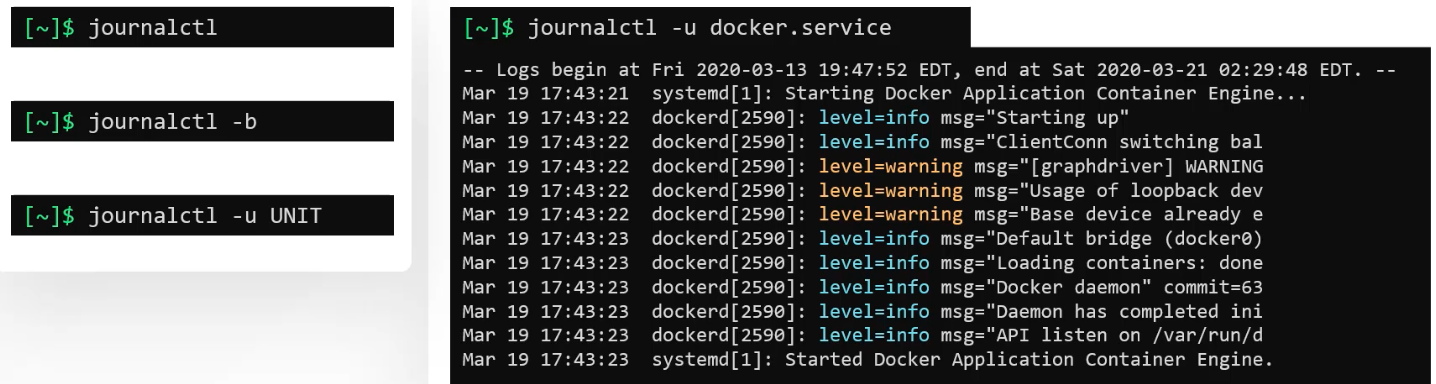 [~]$ journalctl
[~]$ journalctl -b
[~]$ journalctl -u UNIT
[~]$ journalctl -u docker.service
-- Logs begin at Fri 2020-03-13 19:47:52 EDT, end at Sat 2020-03-21 02:29:48 EDT. --
Mar 19 17:43:21  systemd[1]: Starting Docker Application Container Engine...
Mar 19 17:43:22  dockerd[2590]: level=info msg="Starting up"
Mar 19 17:43:22  dockerd[2590]: level=info msg="ClientConn switching bal
Mar 19 17:43:22  dockerd[2590]: level=warning msg="[graphdriver] WARNING
Mar 19 17:43:22  dockerd[2590]: level=warning msg="Usage of loopback dev
Mar 19 17:43:22  dockerd[2590]: level=warning msg="Base device already e
Mar 19 17:43:23  dockerd[2590]: level=info msg="Default bridge (docker0)
Mar 19 17:43:23  dockerd[2590]: level=info msg="Loading containers: done
Mar 19 17:43:23  dockerd[2590]: level=info msg="Docker daemon" commit=63
Mar 19 17:43:23  dockerd[2590]: level=info msg="Daemon has completed ini
Mar 19 17:43:23  dockerd[2590]: level=info msg="API listen on /var/run/d
Mar 19 17:43:23  systemd[1]: Started Docker Application Container Engine.